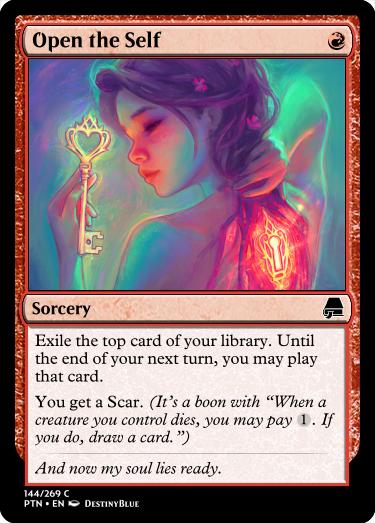 Open the Self
Sorcery
Exile the top card of your library. Until
the end of your next turn, you may play
that card.
You get a Scar. (It's a boon with “When a
creature you control dies, you may pay 1. If
you do, draw a card.”)
And now my soul lies ready.
144/269 C
PTN • EN DestinyBlue